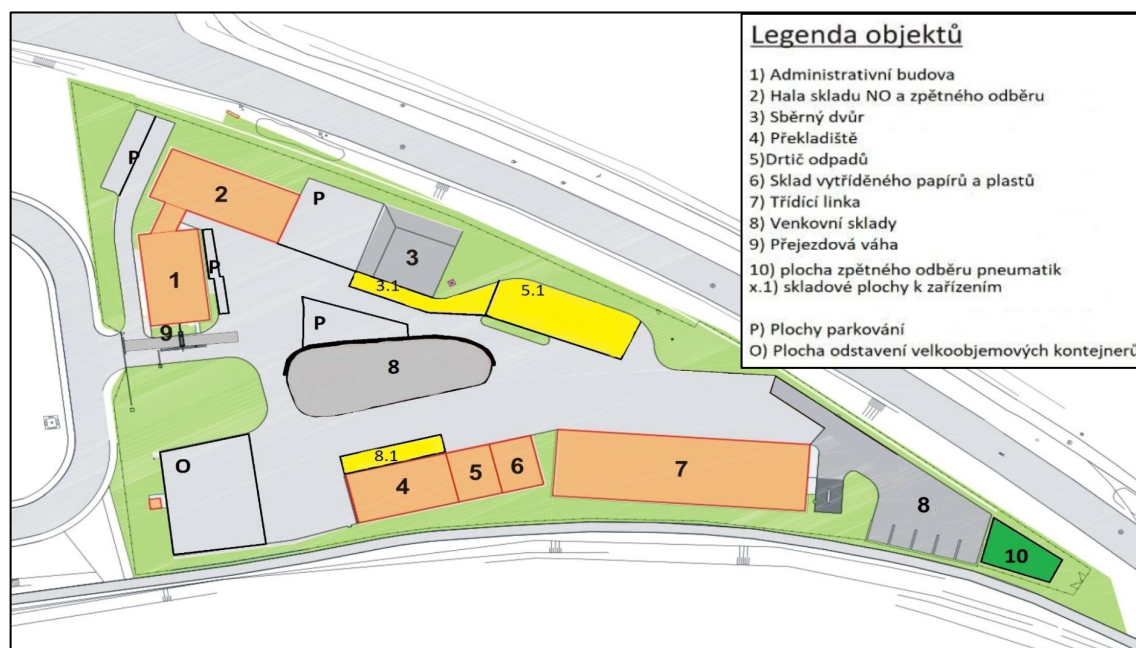 Legenda objektů
1) Administrativní budova
2) Hala skladu NO a zpětného odběru
3) Sběrný dvůr
4) Překladiště
5)Drtič odpadů
6) Sklad vytříděného papírů a plastů
7) Třídící linka
8) Venkovní sklady
9) Přejezdová váha
10) plocha zpětného odběru pneumatik
x.1) skladové plochy k zařízením
P) Plochy parkování
O) Plocha odstavení velkoobjemových kontejnerů
P
2
P
3
1
P
3.1
5.1
9
P
8
8.1
O
4
5
6
7
8
10